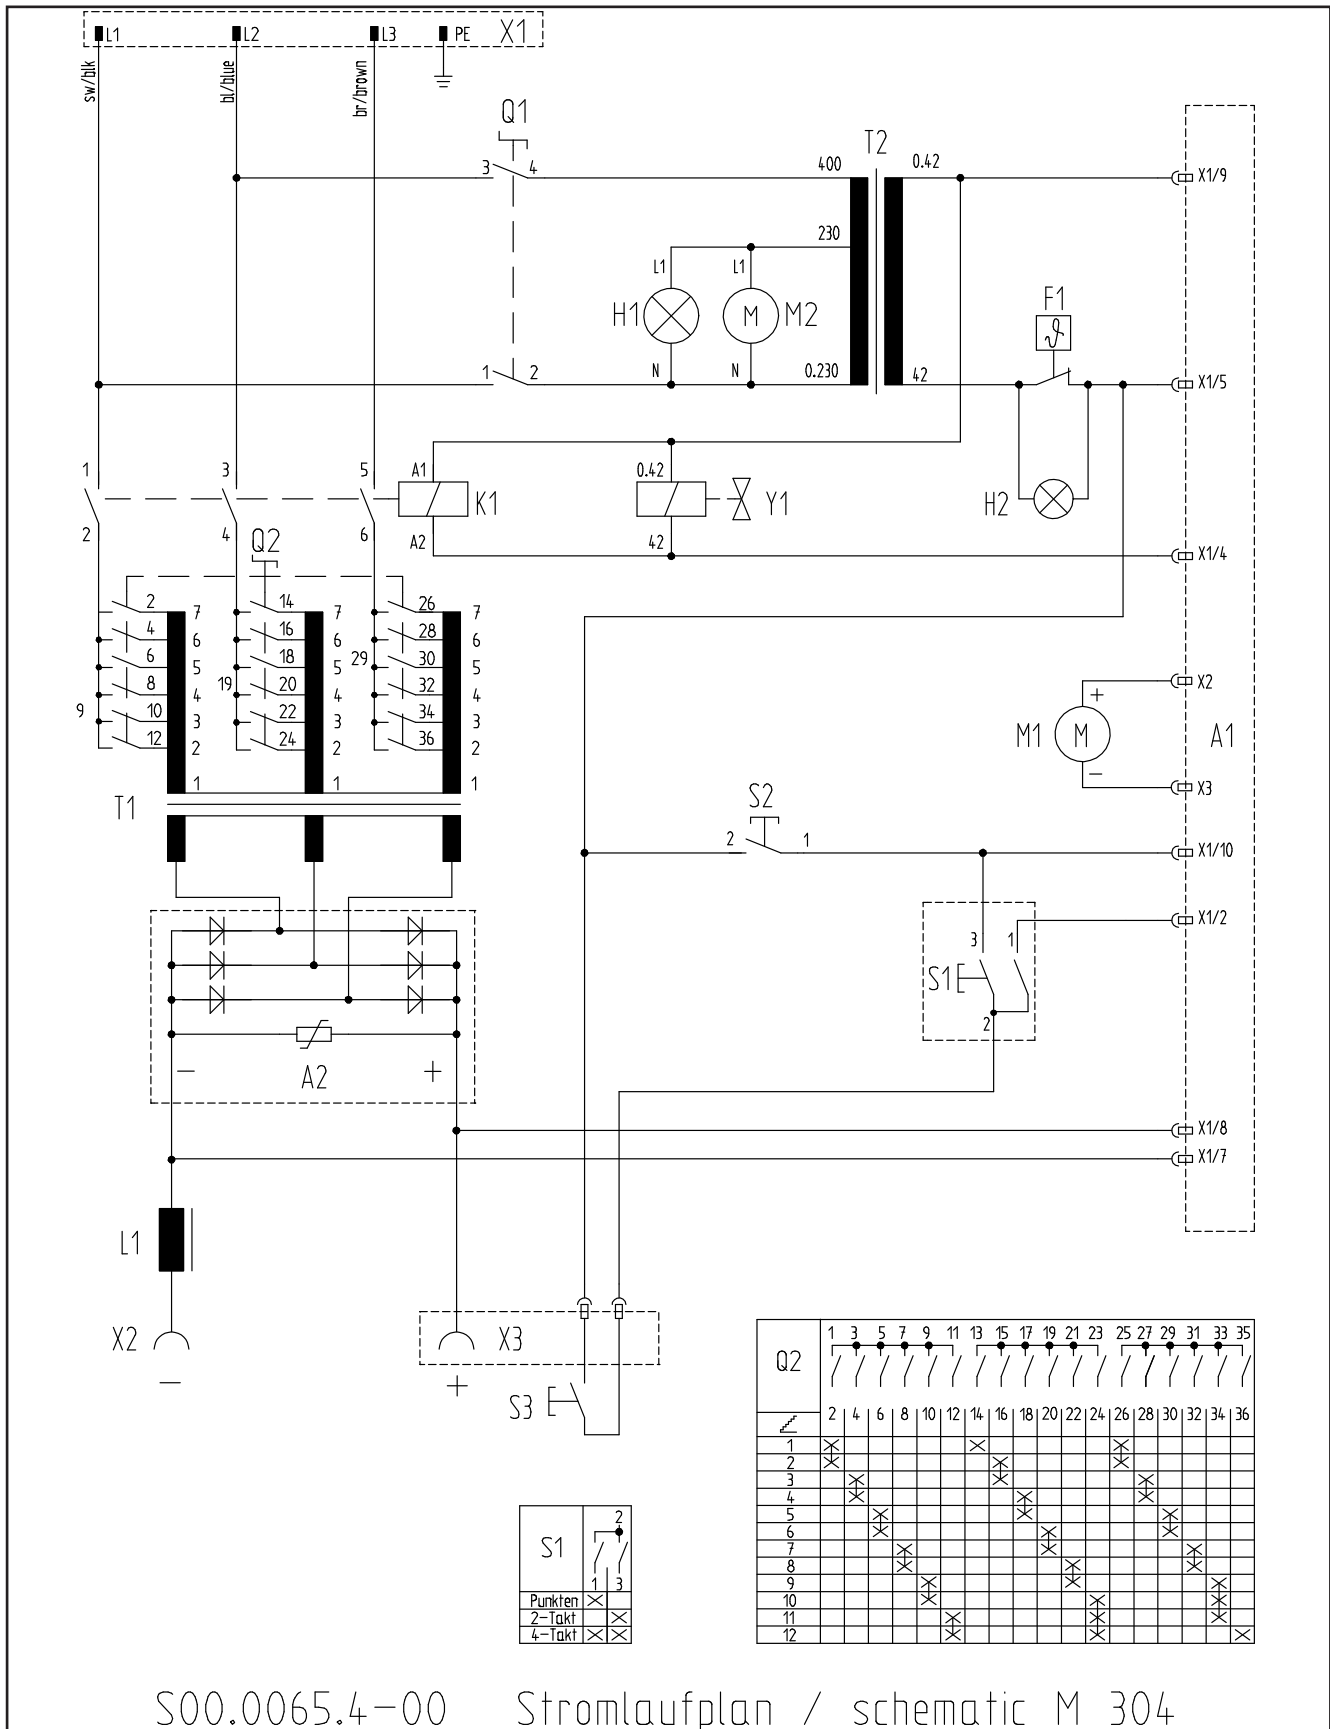 L1 L2 L3 PE X1
sw/blk bl/blue br/brown
Q1
3 4 400 T2 0.42 X1/9
230
L1 L1
H1 M M2 F1
ϑ
1 2 N N 0.230 42 X1/5
1 3 5 A1 0.42
K1 Y1 H2
2 4 6 A2 42 X1/4
Q2
2 7 14 7 26 7
4 6 16 6 28 6
6 5 18 5 29 30 5
8 4 19 20 4 32 4
9 10 3 22 3 34 3
12 2 24 2 36 2
1 1 1
T1
X2
+
M1 M A1
−
X3
S2
2 1 X1/10
X1/2
3 1
S1
2
− A2 +
X1/8
X1/7
L1
X2 X3
− +
S3
Q2 1 3 5 7 9 11 13 15 17 19 21 23 25 27 29 31 33 35
2 4 6 8 10 12 14 16 18 20 22 24 26 28 30 32 34 36
1
2
3
4
5
6
7
8
9
10
11
12
2
S1
1 3
Punkten
2-Takt
4-Takt
S00.0065.4-00 Stromlaufplan / schematic M 304